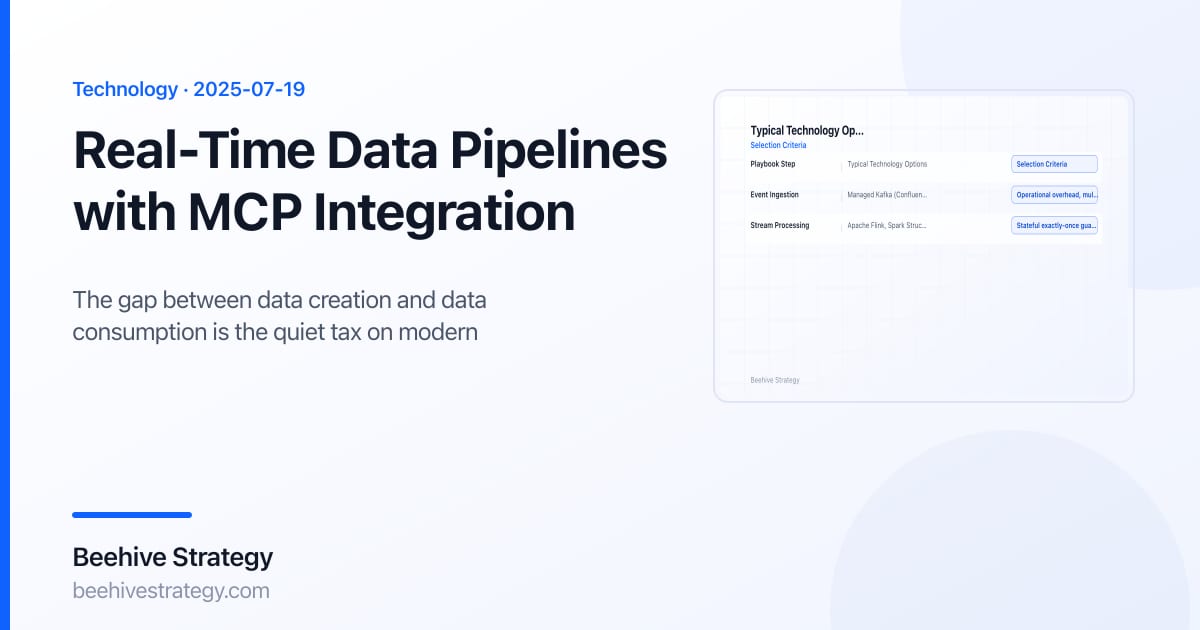 Technology · 2025-07-19
Real-Time Data Pipelines
with MCP Integration
The gap between data creation and data
consumption is the quiet tax on modern
Beehive Strategy
beehivestrategy.com
Typical Technology Op...
Selection Criteria
Playbook Step Typical Technology Options Selection Criteria
Event Ingestion Managed Kafka (Confluen... Operational overhead, mul...
Stream Processing Apache Flink, Spark Struc... Stateful exactly-once gua...
Beehive Strategy